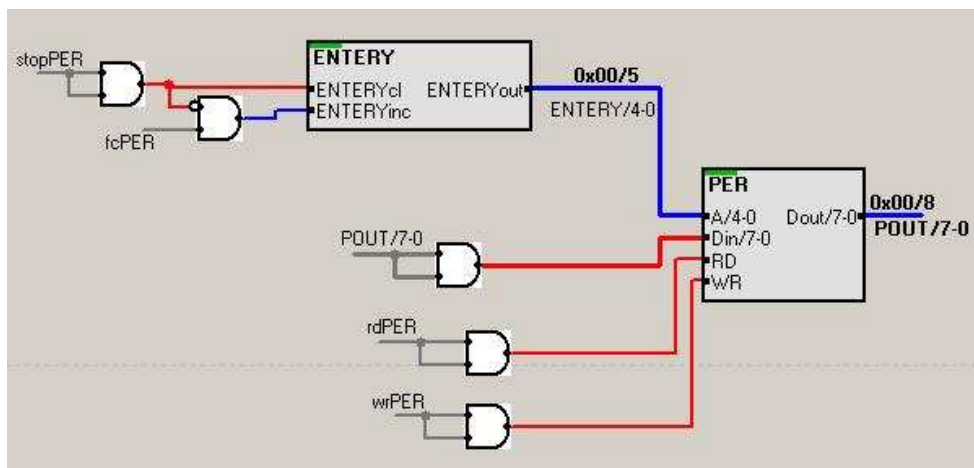 stopPER
fcPER
ENTERY
ENTERYcl
ENTERYinc
ENTERYout
0x00/5
ENTERY/4-0
PER
A/4-0
Din/7-0
RD
WR
Dout/7-0
0x00/8
POUT/7-0
POUT/7-0
rdPER
wrPER